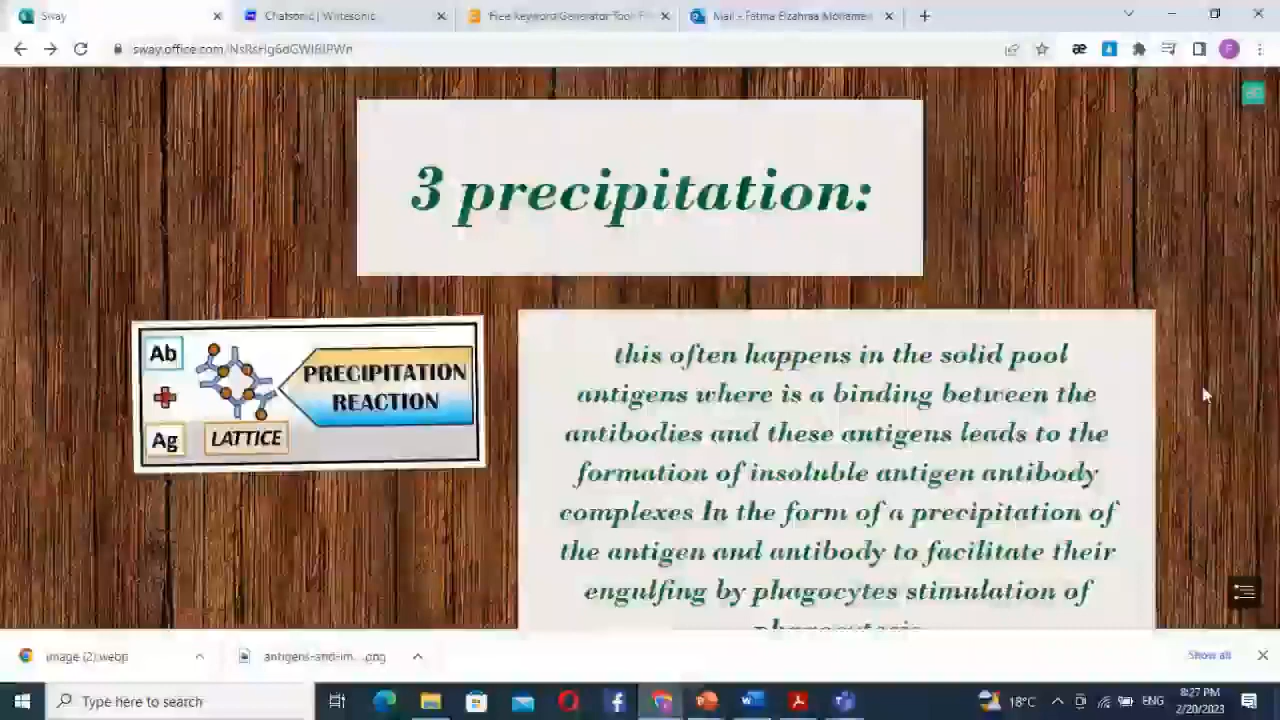 Sway
Chatsonic | Writesonic
Free Keyword Generator Tool: F
Mail - Fatma Elzahraa Mohamed
sway.office.com/
3 precipitation:
Ab
Ag
LATTICE
PRECIPITATION
REACTION
this often happens in the solid pool
antigens where is a binding between the
antibodies and these antigens leads to the
formation of insoluble antigen antibody
complexes In the form of a precipitation of
the antigen and antibody to facilitate their
engulfing by phagocytes stimulation of
image (2).webp
antigens-and-im....png
Show all
Type here to search
18°C
ENG
8:27 PM
2/20/2023